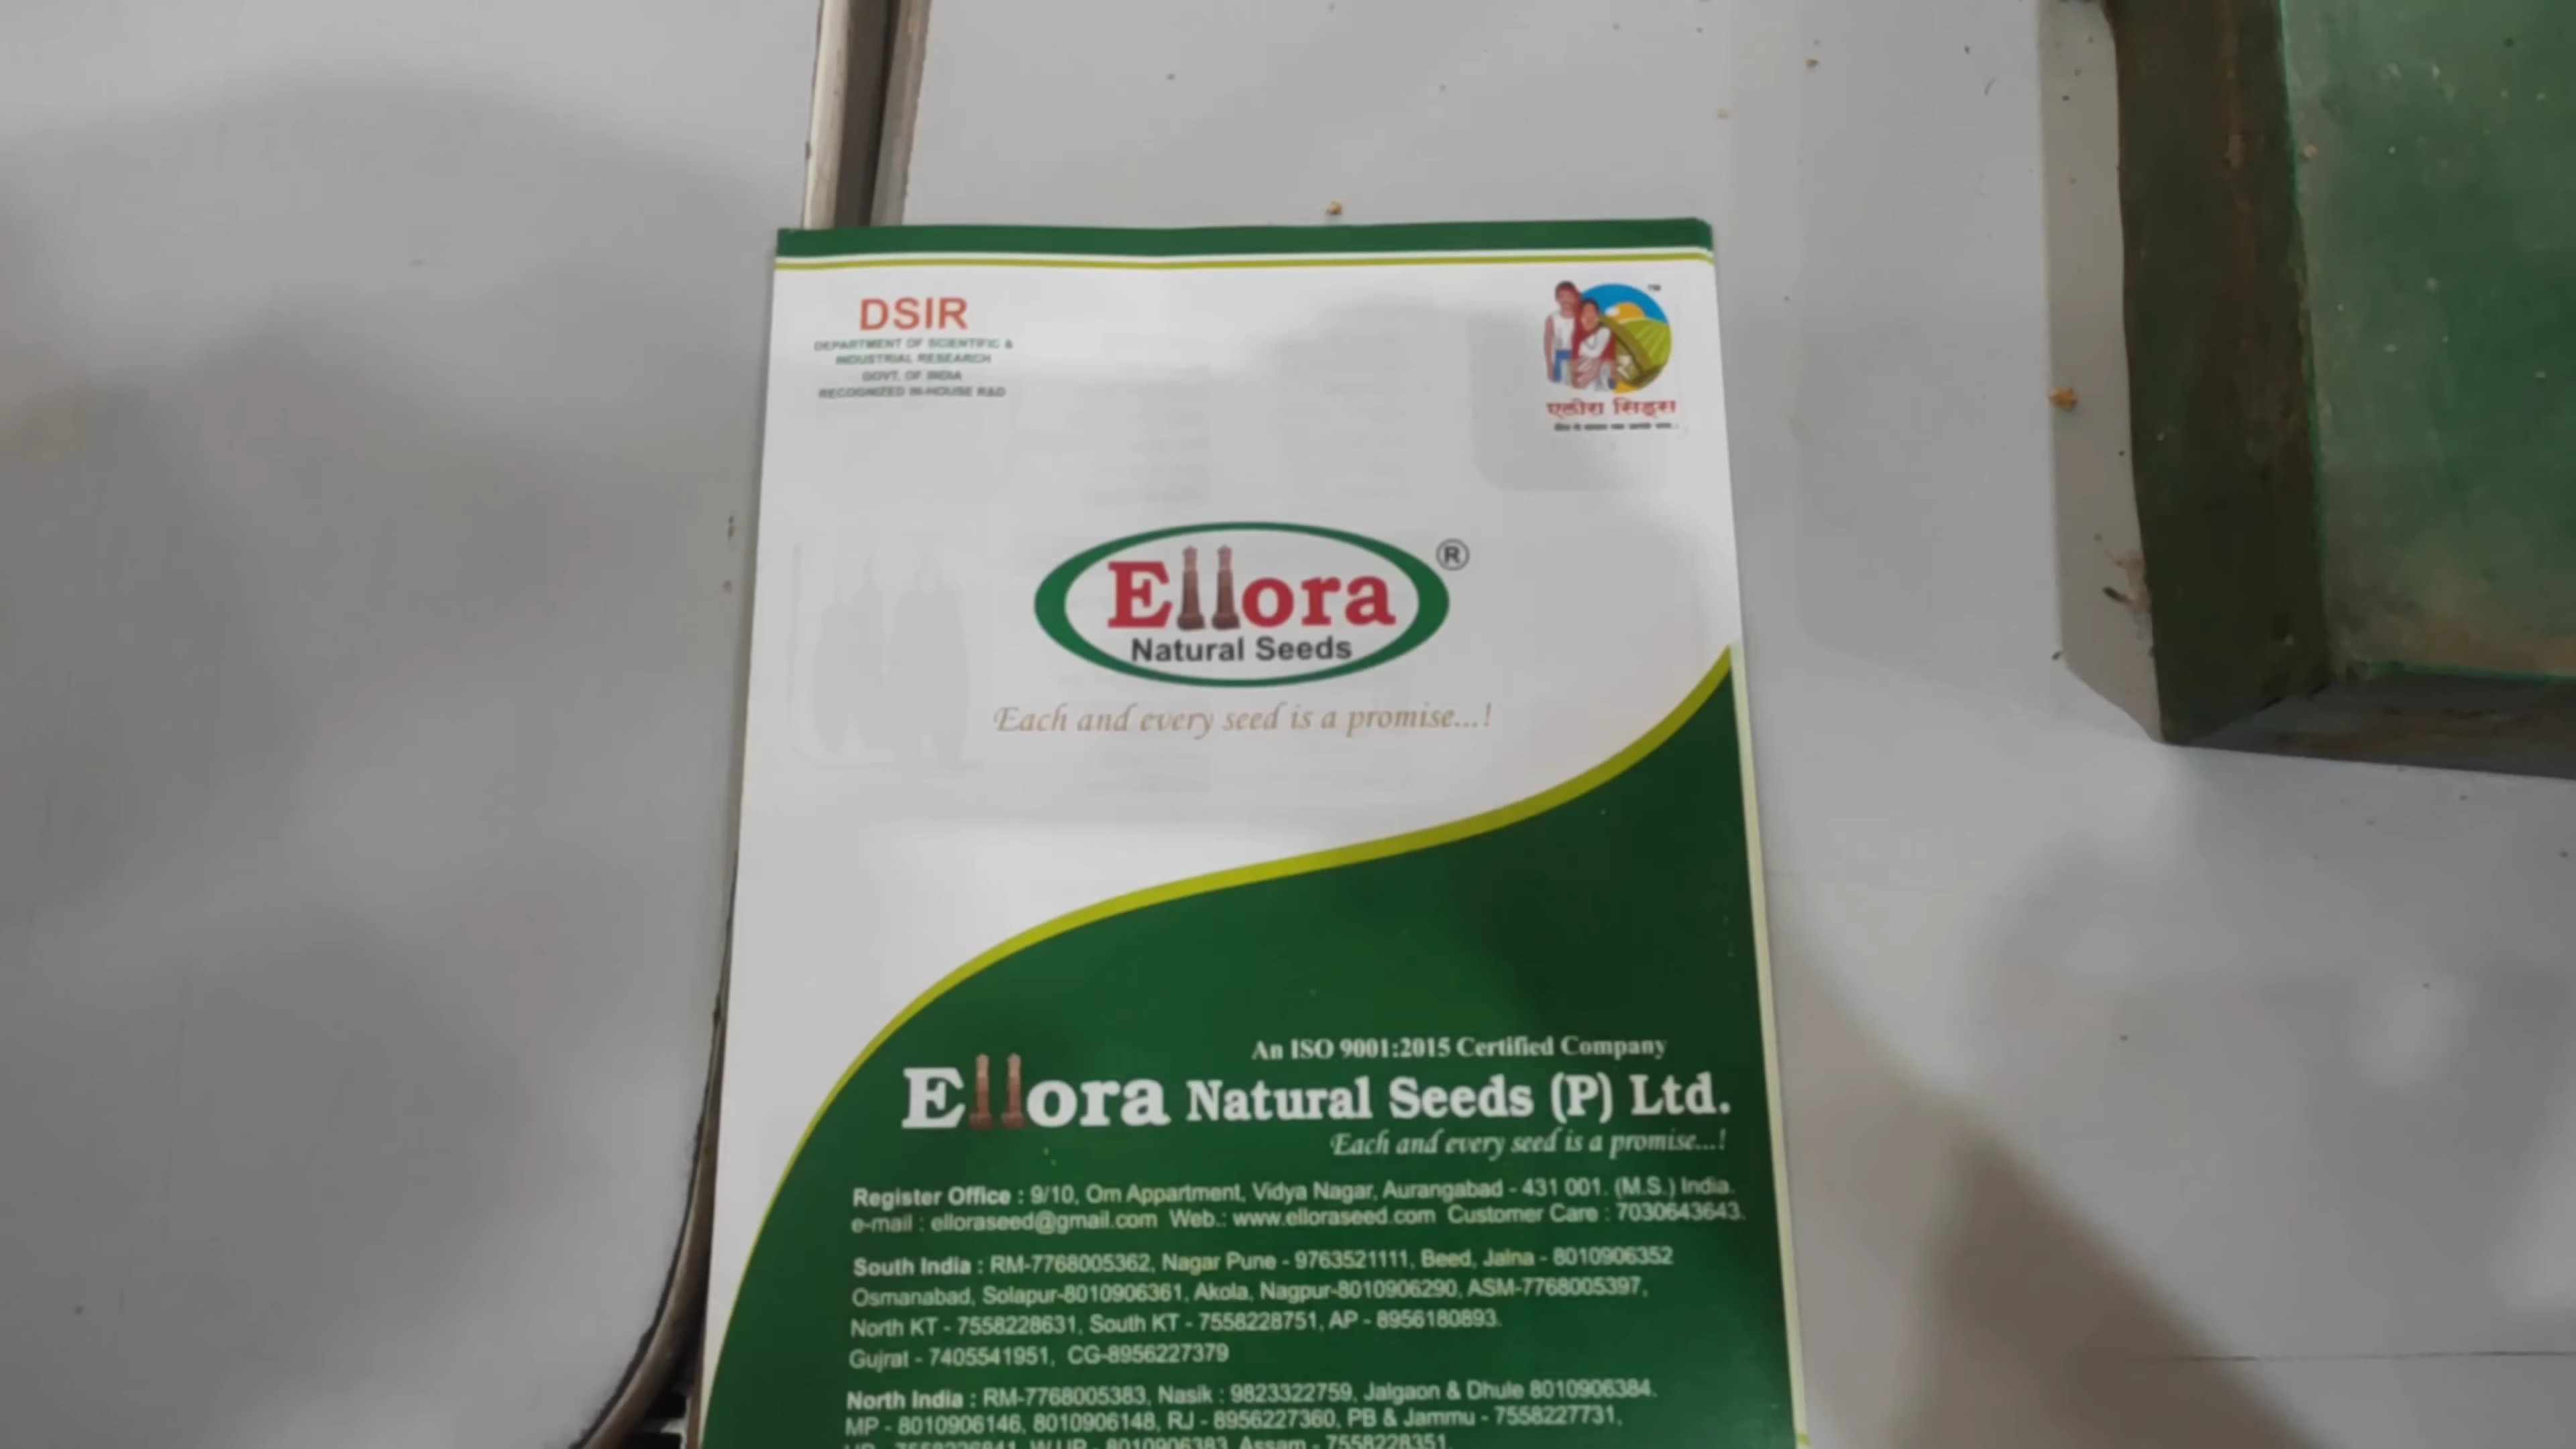 DSIR
DEPARTMENT OF SCIENTIFIC &
INDUSTRIAL RESEARCH
GOVT. OF INDIA
RECOGNIZED IN-HOUSE R&D
TM
एलोरा सिड्स
Ellora ®
Natural Seeds
Each and every seed is a promise...!
An ISO 9001:2015 Certified Company
Ellora Natural Seeds (P) Ltd.
Each and every seed is a promise...!
Register Office : 9/10, Om Appartment, Vidya Nagar, Aurangabad - 431 001. (M.S.) India.
e-mail : elloraseed@gmail.com Web.: www.elloraseed.com Customer Care : 7030643643.
South India : RM-7768005362, Nagar Pune - 9763521111, Beed, Jalna - 8010906352
Osmanabad, Solapur-8010906361, Akola, Nagpur-8010906290, ASM-7768005397,
North KT - 7558228631, South KT - 7558228751, AP - 8956180893.
Gujrat - 7405541951, CG-8956227379
North India : RM-7768005383, Nasik : 9823322759, Jalgaon & Dhule 8010906384.
MP - 8010906146, 8010906148, RJ - 8956227360, PB & Jammu - 7558227731,
8010906383, Assam - 7558228351,